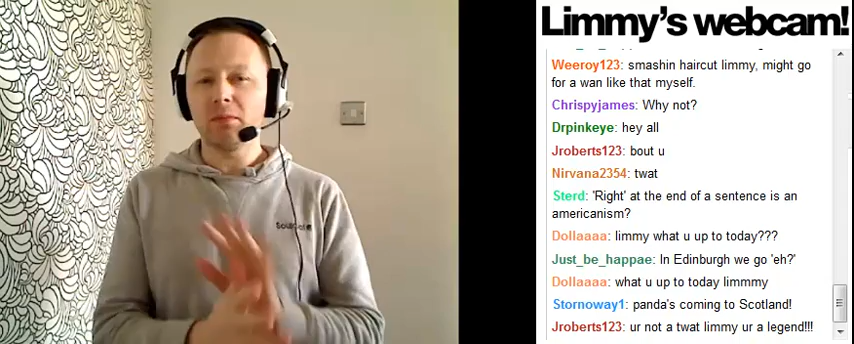 Limmy's webcam!
Weeroy123: smashin haircut limmy, might go
for a wan like that myself.
Chrispyjames: Why not?
Drpinkeye: hey all
Jroberts123: bout u
Nirvana2354: twat
Sterd: 'Right' at the end of a sentence is an
americanism?
Dollaaaa: limmy what u up to today???
Just_be_happae: In Edinburgh we go 'eh?'
Dollaaaa: what u up to today limmmy
Stornoway1: panda's coming to Scotland!
Jroberts123: ur not a twat limmy ur a legend!!!